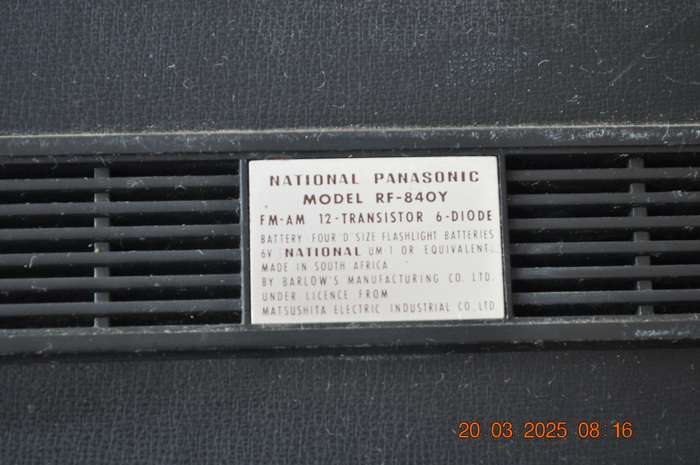 NATIONAL PANASONIC
MODEL RF-840Y
FM-AM 12-TRANSISTOR 6-DIODE
BATTERY: FOUR "D" SIZE FLASHLIGHT BATTERIES
6V (NATIONAL UM-1 OR EQUIVALENT)
MADE IN SOUTH AFRICA
BY BARLOW'S MANUFACTURING CO. LTD.
UNDER LICENCE FROM
MATSUSHITA ELECTRIC INDUSTRIAL CO., LTD.
20 03 2025 08:16